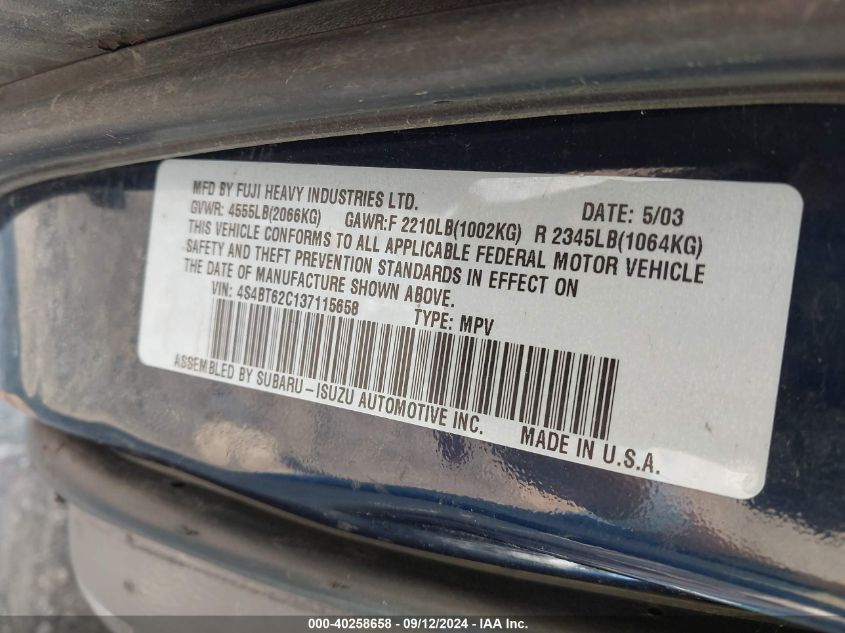 MFD BY FUJI HEAVY INDUSTRIES LTD. DATE: 5/03
GVWR: 4555LB(2066KG) GAWR:F 2210LB(1002KG) R 2345LB(1064KG)
THIS VEHICLE CONFORMS TO ALL APPLICABLE FEDERAL MOTOR VEHICLE
SAFETY AND THEFT PREVENTION STANDARDS IN EFFECT ON
THE DATE OF MANUFACTURE SHOWN ABOVE.
VIN: 4S4BT62C137115658 TYPE: MPV
ASSEMBLED BY SUBARU-ISUZU AUTOMOTIVE INC. MADE IN U.S.A.
000-40258658 - 09/12/2024 - IAA Inc.